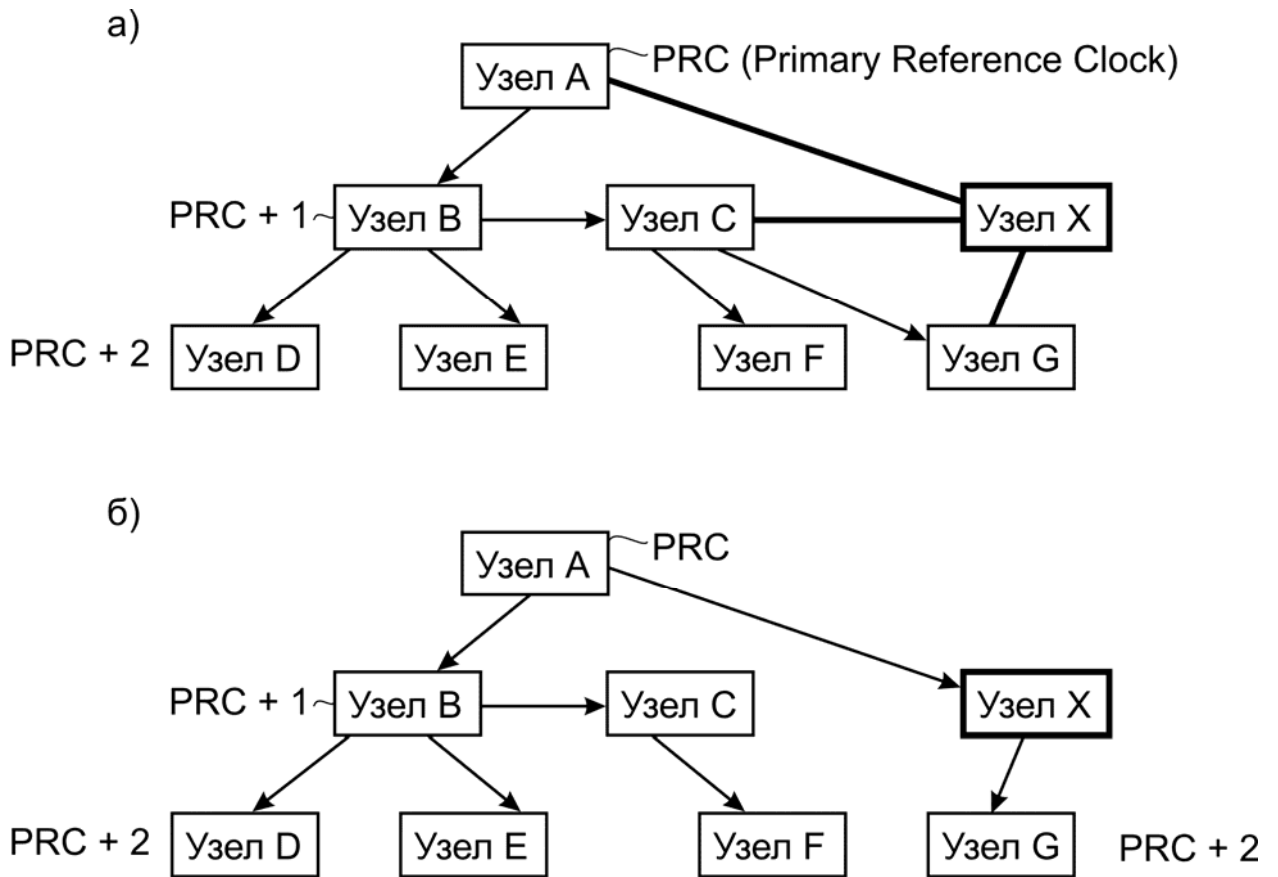 а)
Узел A
PRC (Primary Reference Clock)
PRC + 1
Узел B
Узел C
Узел X
PRC + 2
Узел D
Узел E
Узел F
Узел G
б)
Узел A
PRC
PRC + 1
Узел B
Узел C
Узел X
PRC + 2
Узел D
Узел E
Узел F
Узел G
PRC + 2